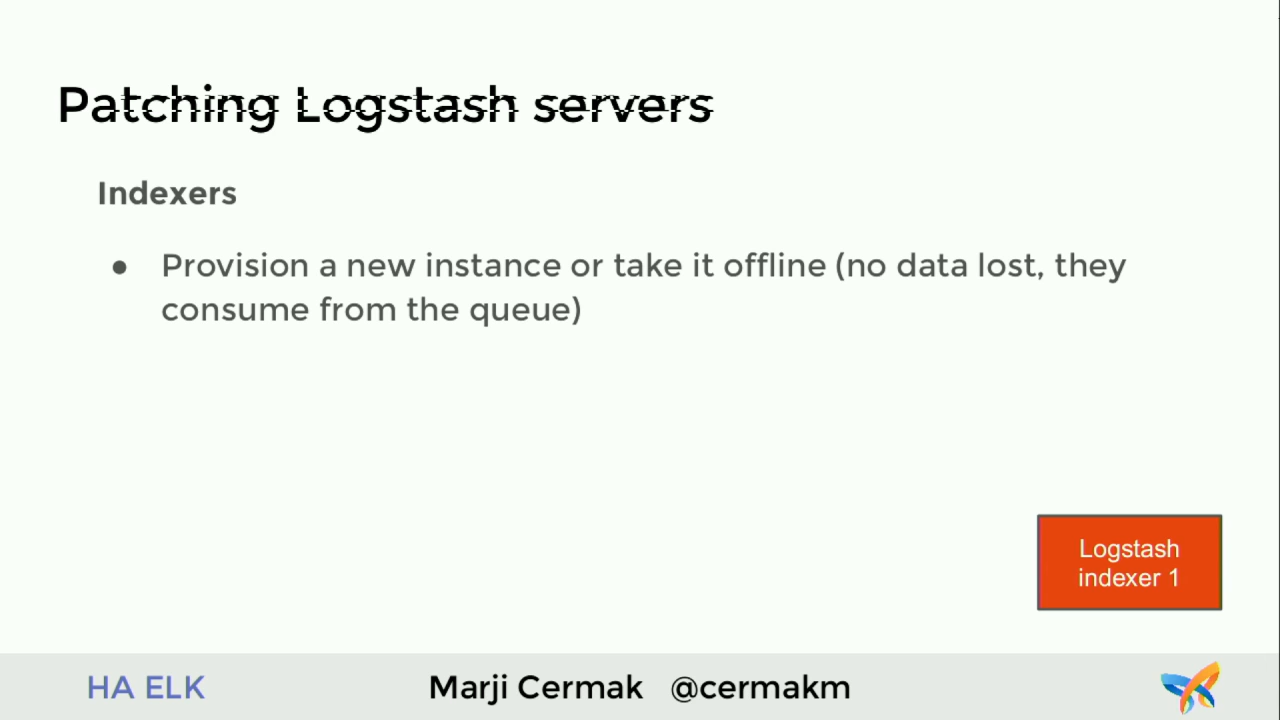 Patching Logstash servers
Indexers
● Provision a new instance or take it offline (no data lost, they
consume from the queue)
Logstash
indexer 1
HA ELK
Marji Cermak @cermakm